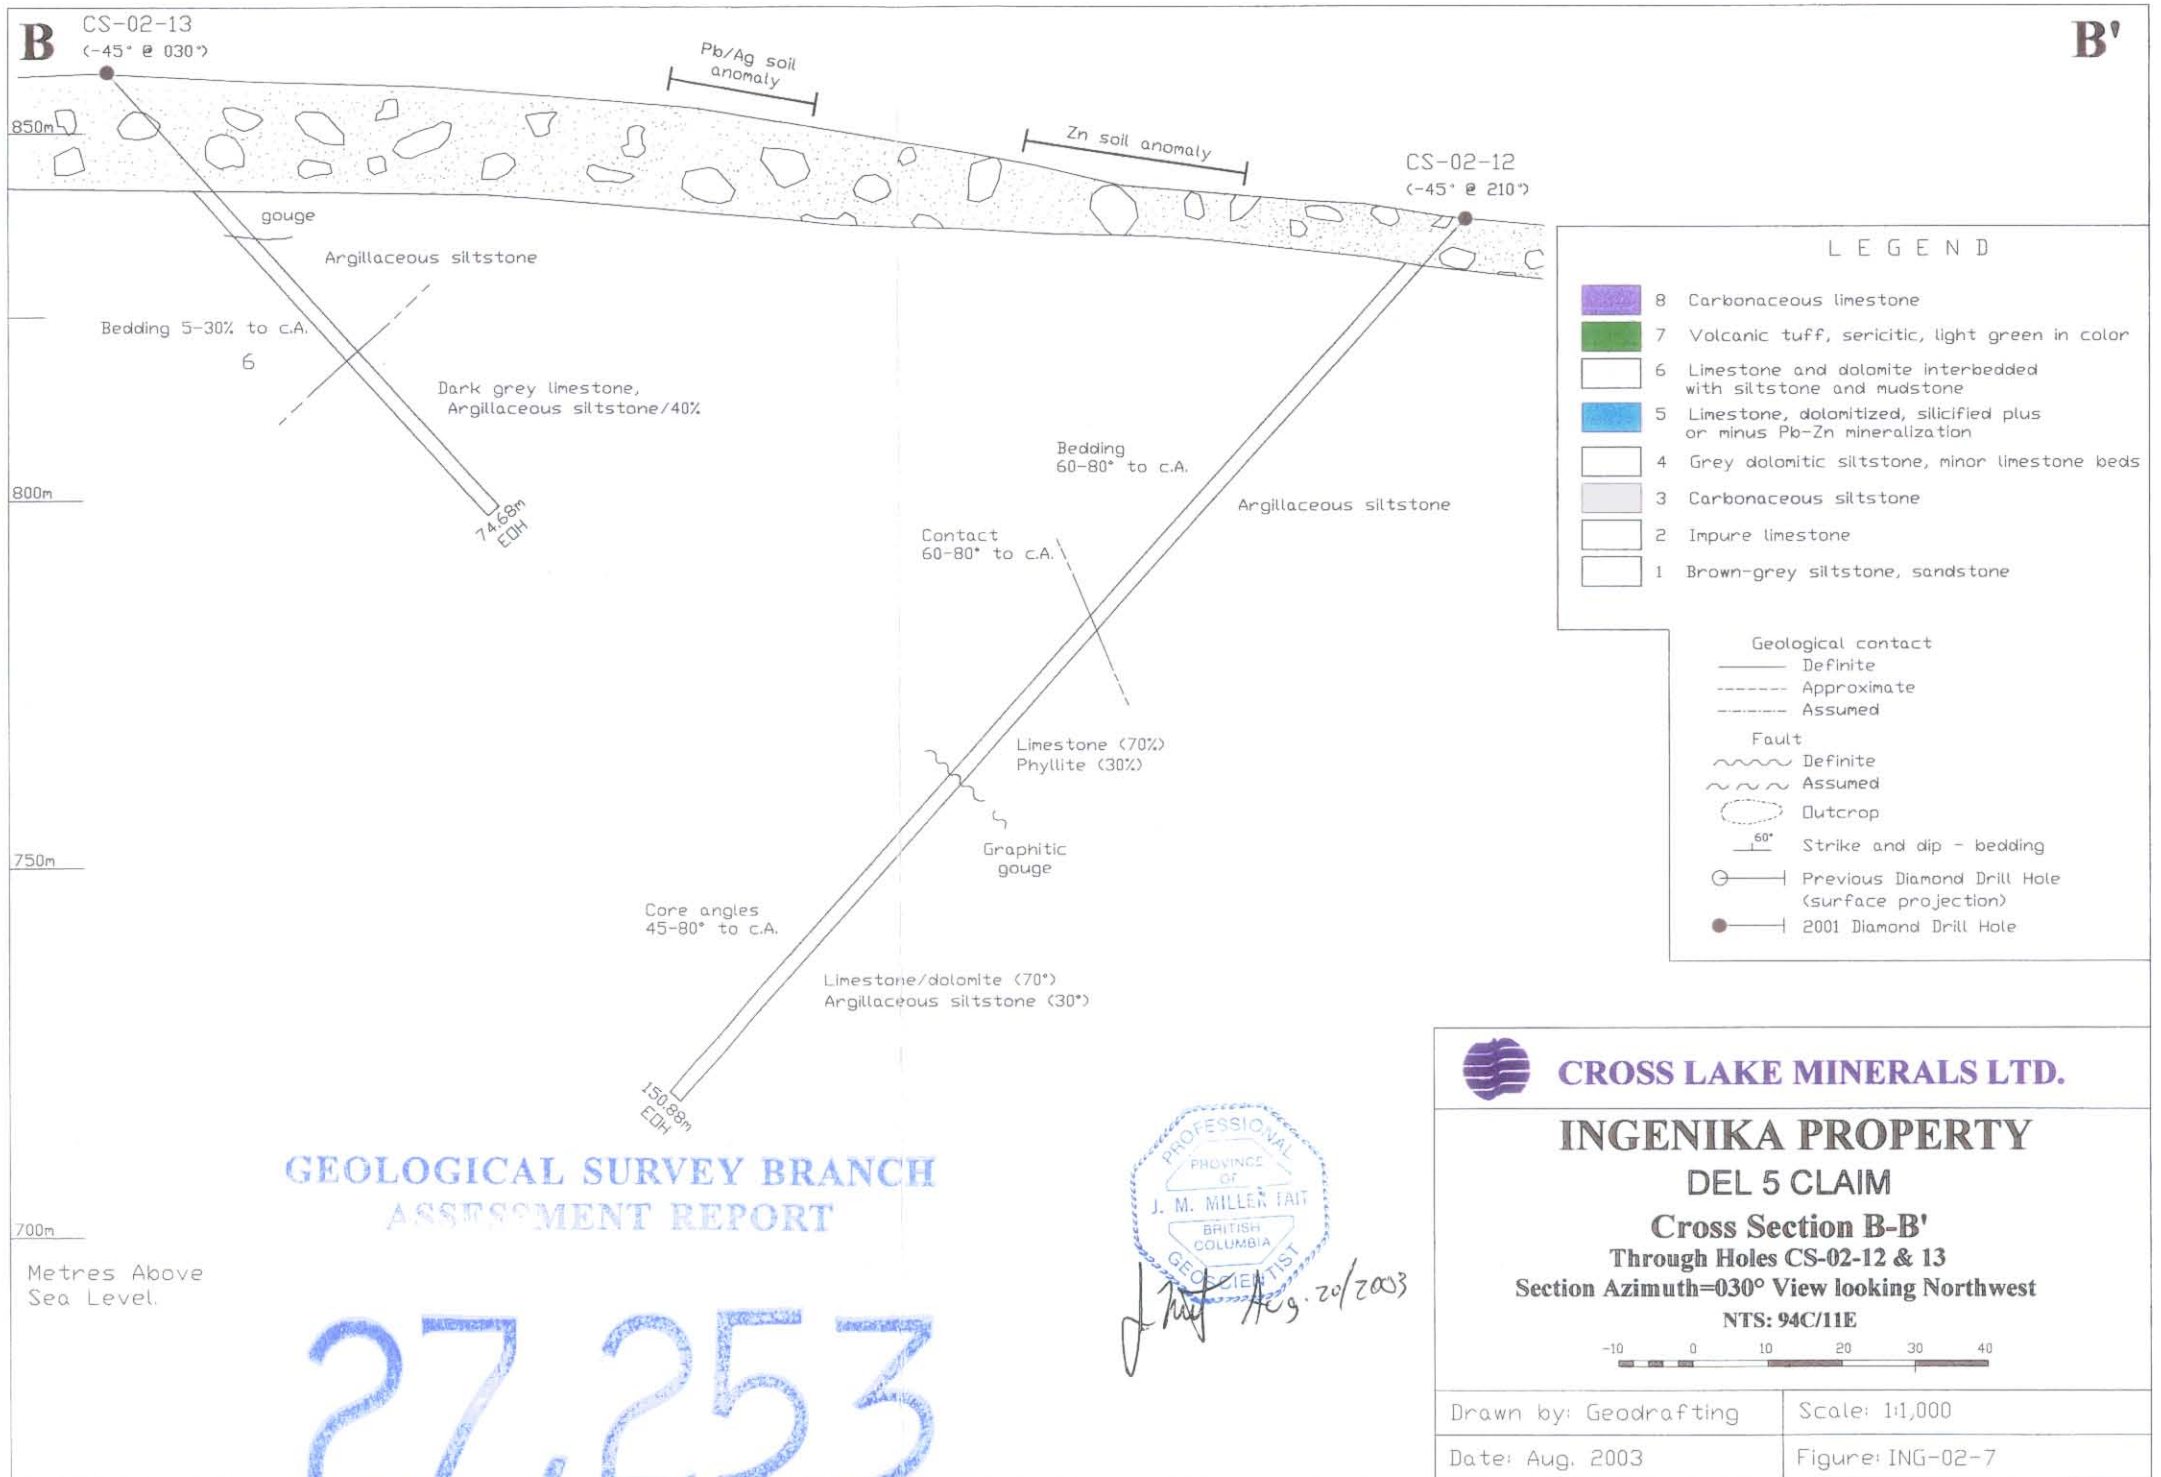 B
CS-02-13
(-45° @ 030°)
B'
Pb/Ag soil
anomaly
Zn soil anomaly
CS-02-12
(-45° @ 210°)
850m
gouge
Argillaceous siltstone
Bedding 5-30% to c.A.
6
Dark grey limestone,
Argillaceous siltstone/40%
800m
74.68m
EOH
Bedding
60-80° to c.A.
Argillaceous siltstone
Contact
60-80° to c.A.
Limestone (70%)
Phyllite (30%)
Graphitic
gouge
750m
Core angles
45-80° to c.A.
Limestone/dolomite (70°)
Argillaceous siltstone (30°)
150.88m
EOH
700m
Metres Above
Sea Level.
LEGEND
8 Carbonaceous limestone
7 Volcanic tuff, sericitic, light green in color
6 Limestone and dolomite interbedded
with siltstone and mudstone
5 Limestone, dolomitized, silicified plus
or minus Pb-Zn mineralization
4 Grey dolomitic siltstone, minor limestone beds
3 Carbonaceous siltstone
2 Impure limestone
1 Brown-grey siltstone, sandstone
Geological contact
Definite
Approximate
Assumed
Fault
Definite
Assumed
Outcrop
60° Strike and dip - bedding
Previous Diamond Drill Hole
(surface projection)
2001 Diamond Drill Hole
GEOLOGICAL SURVEY BRANCH
ASSESSMENT REPORT
27,253
PROFESSIONAL
PROVINCE
OF
J. M. MILLER TAIT
BRITISH
COLUMBIA
GEOSCIENTIST
Aug. 20/2003
CROSS LAKE MINERALS LTD.
INGENIKA PROPERTY
DEL 5 CLAIM
Cross Section B-B'
Through Holes CS-02-12 & 13
Section Azimuth=030° View looking Northwest
NTS: 94C/11E
-10 0 10 20 30 40
Drawn by: Geodrafting
Scale: 1:1,000
Date: Aug. 2003
Figure: ING-02-7